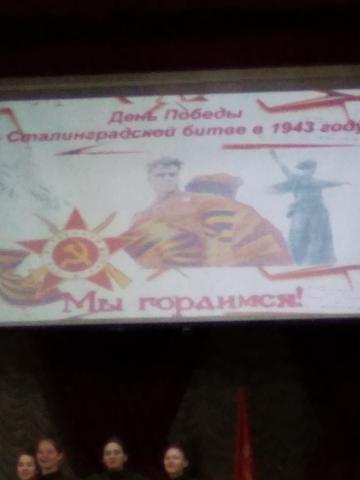 День Победы
Сталинградской битве в 1943 году
Мы гордимся!